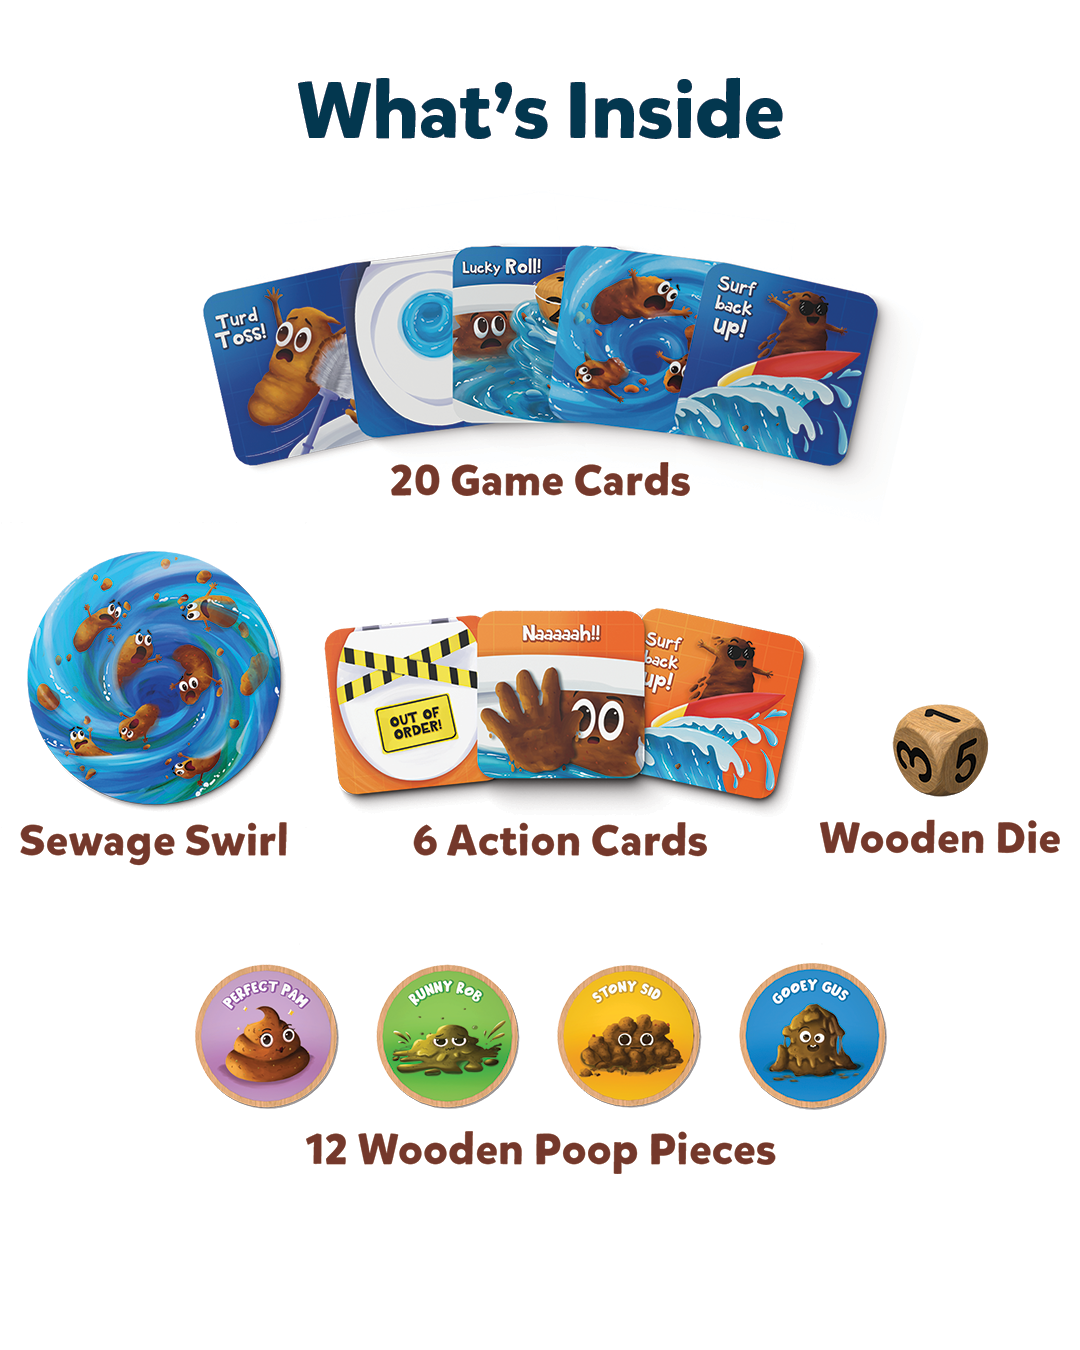 What's Inside
Turd
Toss!
Lucky Roll!
Surf
back
up!
20 Game Cards
OUT OF
ORDER!
Naaaaah!!
Surf
back
up!
1
3
5
Sewage Swirl
6 Action Cards
Wooden Die
PERFECT PAM
RUNNY ROB
STONY SID
GOOEY GUS
12 Wooden Poop Pieces